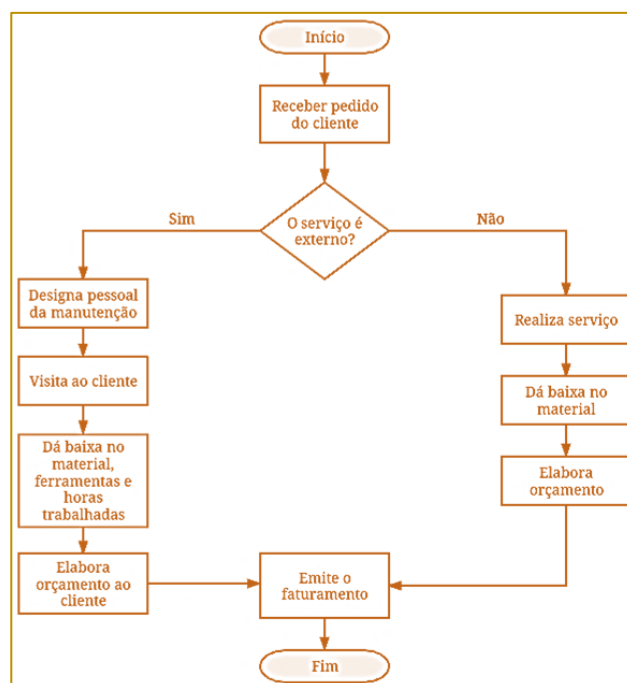 Início
Receber pedido
do cliente
O serviço é
externo?
Sim
Não
Designa pessoal
da manutenção
Visita ao cliente
Dá baixa no
material,
ferramentas e
horas
trabalhadas
Elabora
orçamento ao
cliente
Realiza serviço
Dá baixa no
material
Elabora
orçamento
Emite o
faturamento
Fim